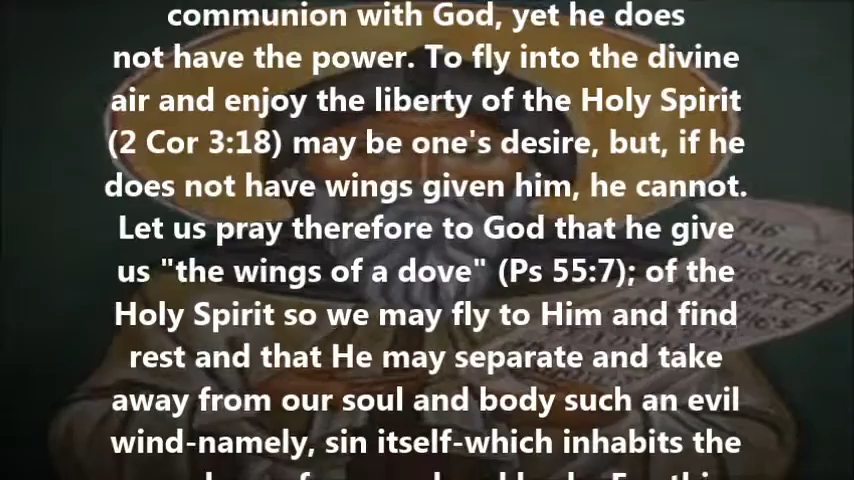 communion with God, yet he does
not have the power. To fly into the divine
air and enjoy the liberty of the Holy Spirit
(2 Cor 3:18) may be one's desire, but, if he
does not have wings given him, he cannot.
Let us pray therefore to God that he give
us "the wings of a dove" (Ps 55:7); of the
Holy Spirit so we may fly to Him and find
rest and that He may separate and take
away from our soul and body such an evil
wind-namely, sin itself-which inhabits the